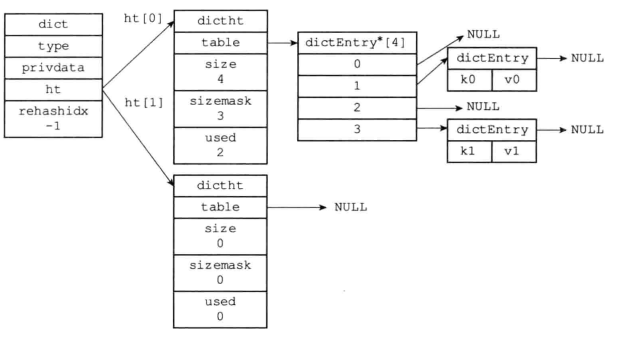 dict
type
privdata
ht
rehashidx
-1
ht[0]
ht[1]
dictht
table
size
4
sizemask
3
used
2
dictEntry*[4]
0
1
2
3
NULL
dictEntry
k0 v0
NULL
NULL
dictEntry
k1 v1
NULL
dictht
table
size
0
sizemask
0
used
0
NULL